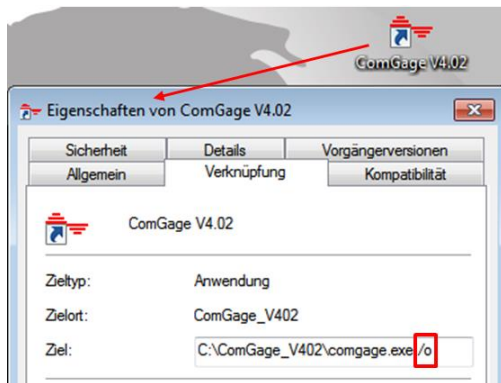 ComGage V4.02
Eigenschaften von ComGage V4.02
Sicherheit Details Vorgängerversionen
Allgemein Verknüpfung Kompatibilität
ComGage V4.02
Zieltyp: Anwendung
Zielort: ComGage_V402
Ziel: C:\ComGage_V402\comgage.exe /o